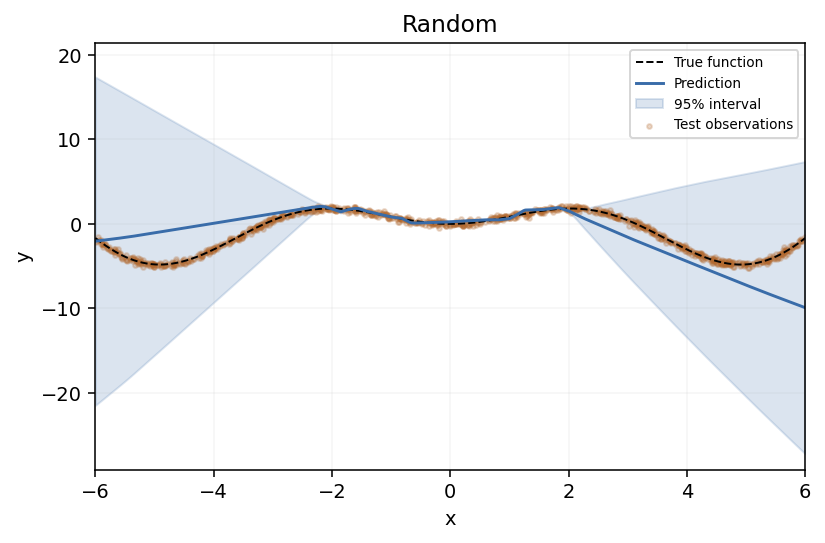 Random
20
10
0
−10
−20
y
−6
−4
−2
0
2
4
6
x
True function
Prediction
95% interval
Test observations